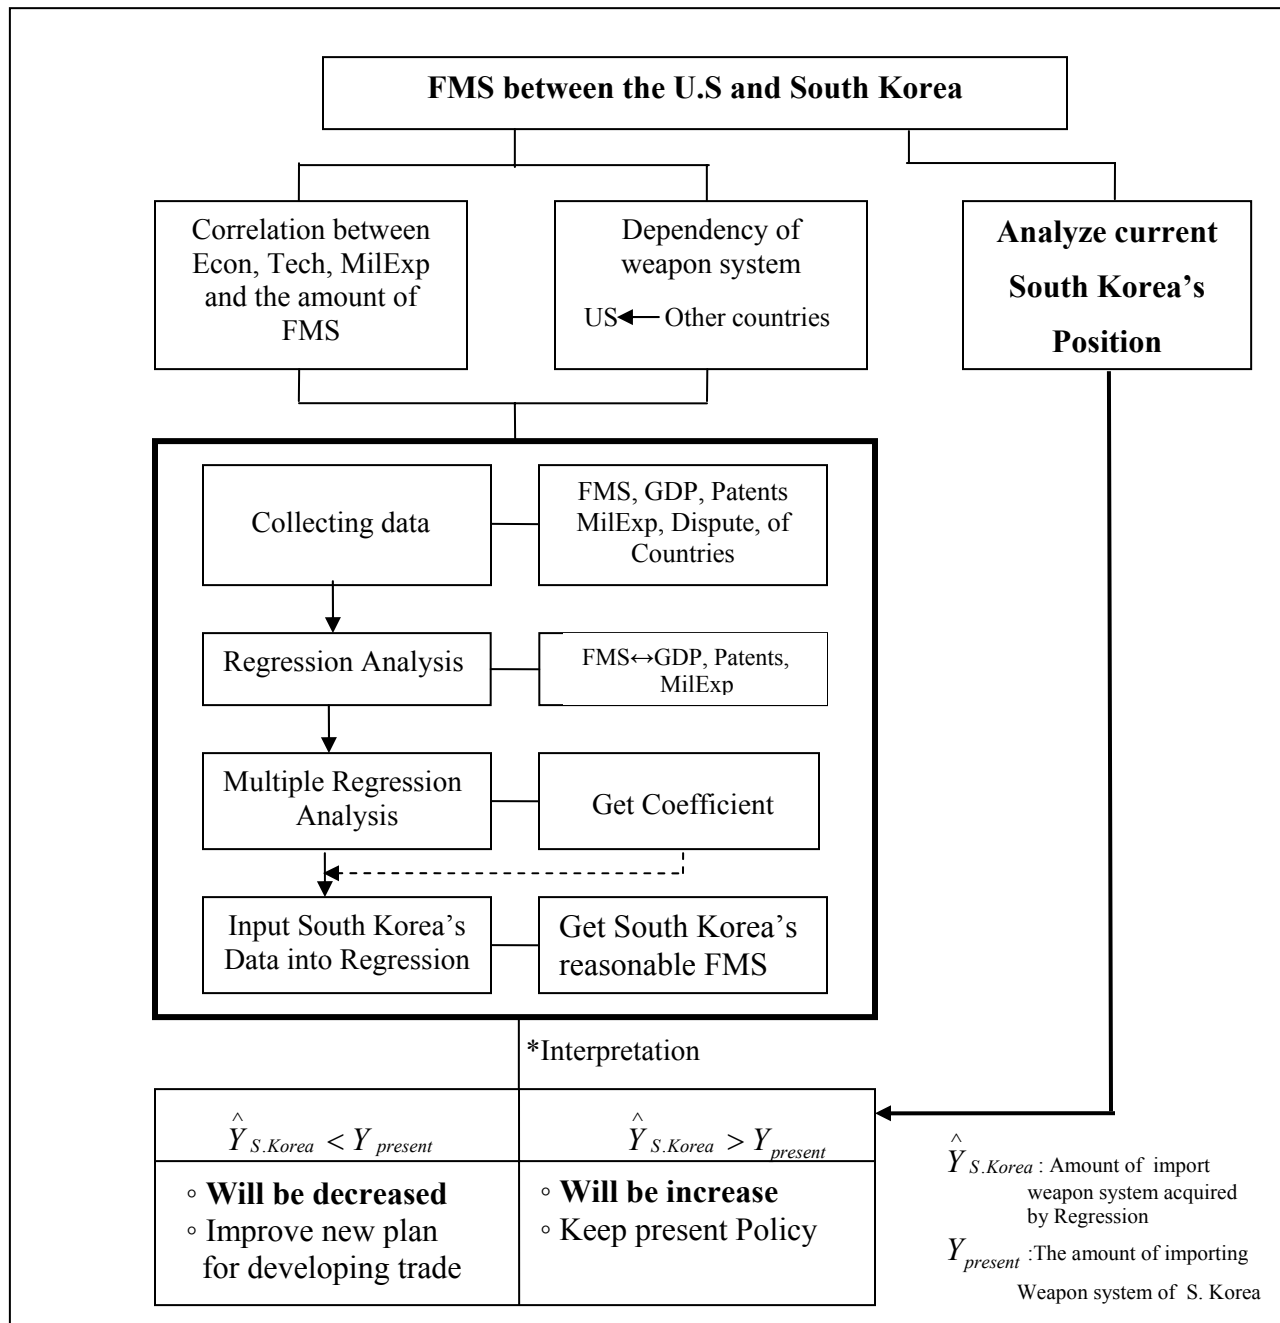 FMS between the U.S and South Korea
Correlation between
Econ, Tech, MilExp
and the amount of
FMS
Dependency of
weapon system
US Other countries
Analyze current
South Korea's
Position
Collecting data
FMS, GDP, Patents
MilExp, Dispute, of
Countries
Regression Analysis
FMS↔GDP, Patents,
MilExp
Multiple Regression
Analysis
Get Coefficient
Input South Korea's
Data into Regression
Get South Korea's
reasonable FMS
*Interpretation
Ŷ S.Korea < Y present
Ŷ S.Korea > Y present
◦ Will be decreased
◦ Improve new plan
for developing trade
◦ Will be increase
◦ Keep present Policy
Ŷ S.Korea : Amount of import
weapon system acquired
by Regression
Y present :The amount of importing
Weapon system of S. Korea